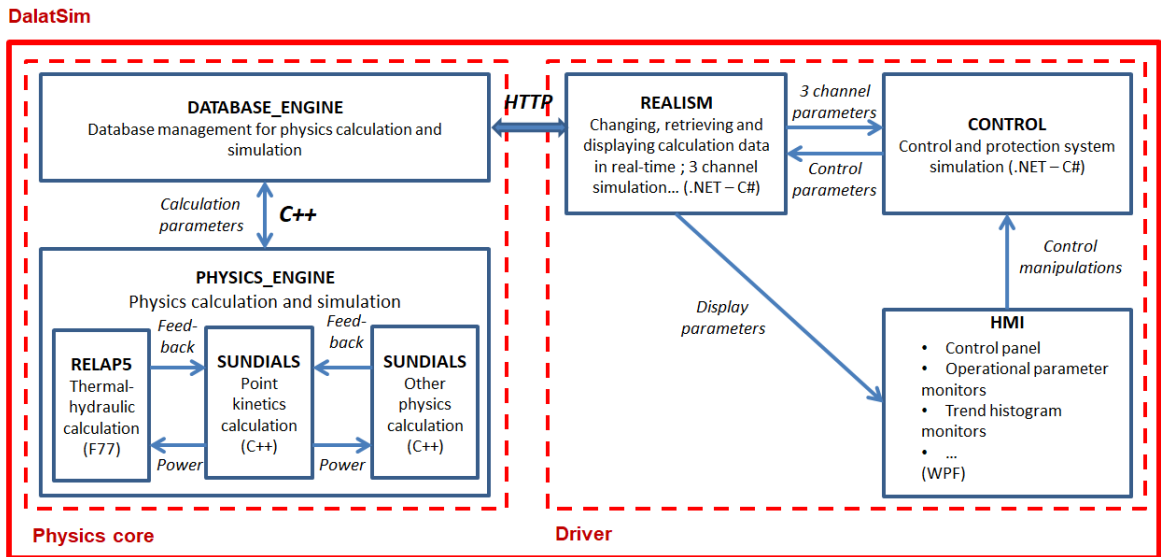 DalatSim
DATABASE_ENGINE
Database management for physics calculation and
simulation
Calculation
parameters
C++
PHYSICS_ENGINE
Physics calculation and simulation
Feed-
back
Feed-
back
RELAP5
Thermal-
hydraulic
calculation
(F77)
SUNDIALS
Point
kinetics
calculation
(C++)
SUNDIALS
Other
physics
calculation
(C++)
Power
Power
Physics core
HTTP
REALISM
Changing, retrieving and
displaying calculation data
in real-time ; 3 channel
simulation... (.NET – C#)
3 channel
parameters
Control
parameters
CONTROL
Control and protection system
simulation (.NET – C#)
Control
manipulations
Display
parameters
HMI
• Control panel
• Operational parameter
monitors
• Trend histogram
monitors
• ...
(WPF)
Driver